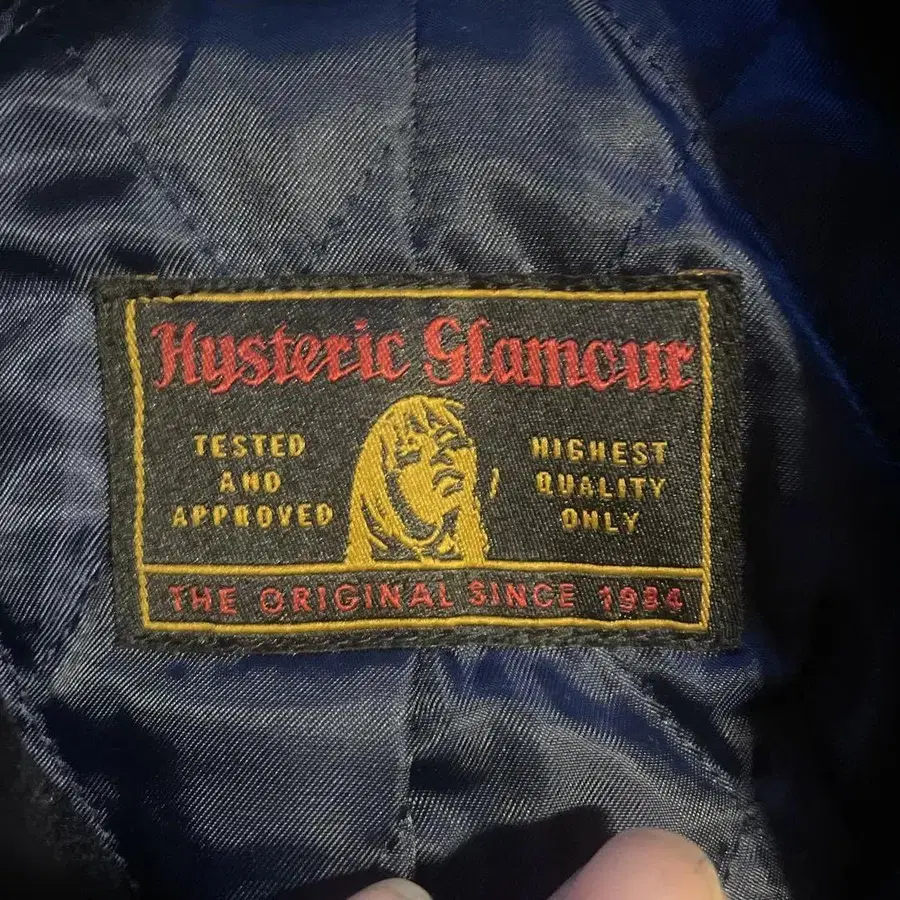 Hysteric Glamour
TESTED
AND
APPROVED
HIGHEST
QUALITY
ONLY
THE ORIGINAL SINCE 1984